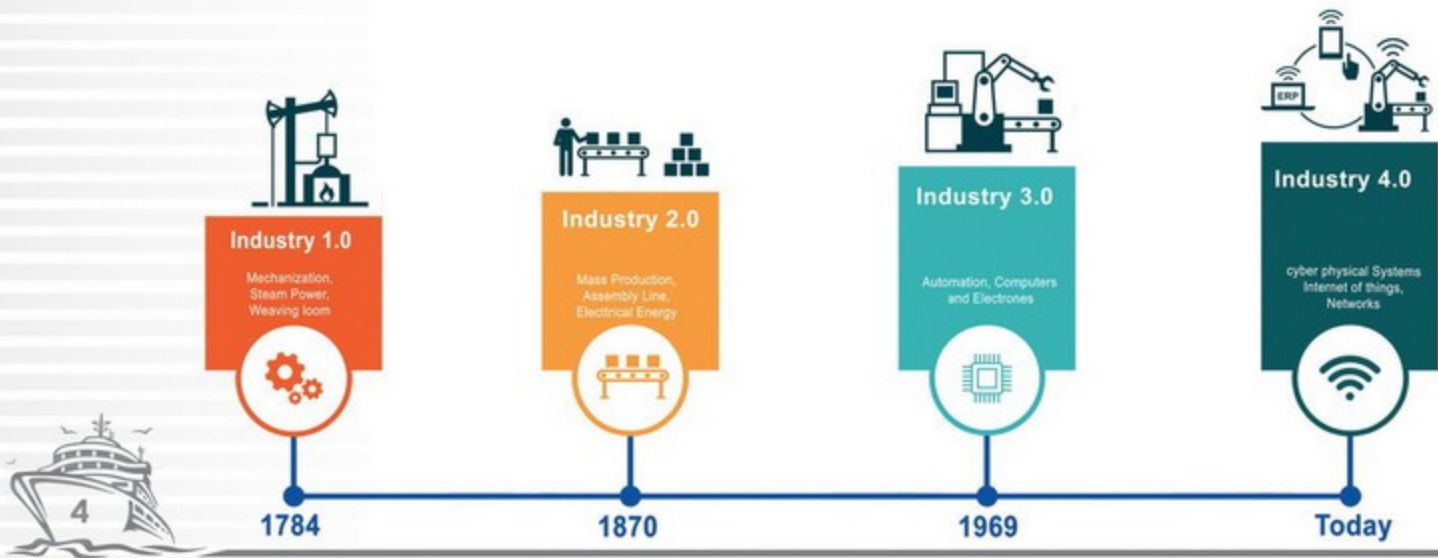 ERP
Industry 1.0
Mechanization,
Steam Power,
Weaving loom
Industry 2.0
Mass Production,
Assembly Line,
Electtrical Energy
Industry 3.0
Automation, Computers
and Electrones
Industry 4.0
cyber physical Systems
Internet of things,
Networks
4
1784
1870
1969
Today